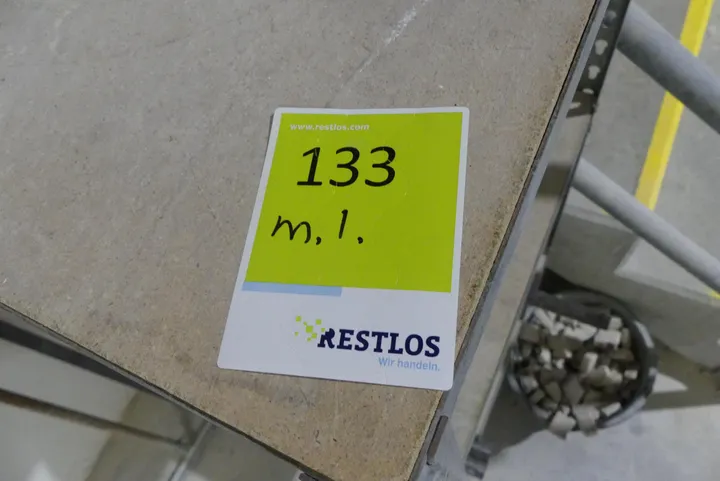 www.restlos.com
133
m. l.
RESTLOS
Wir handeln.